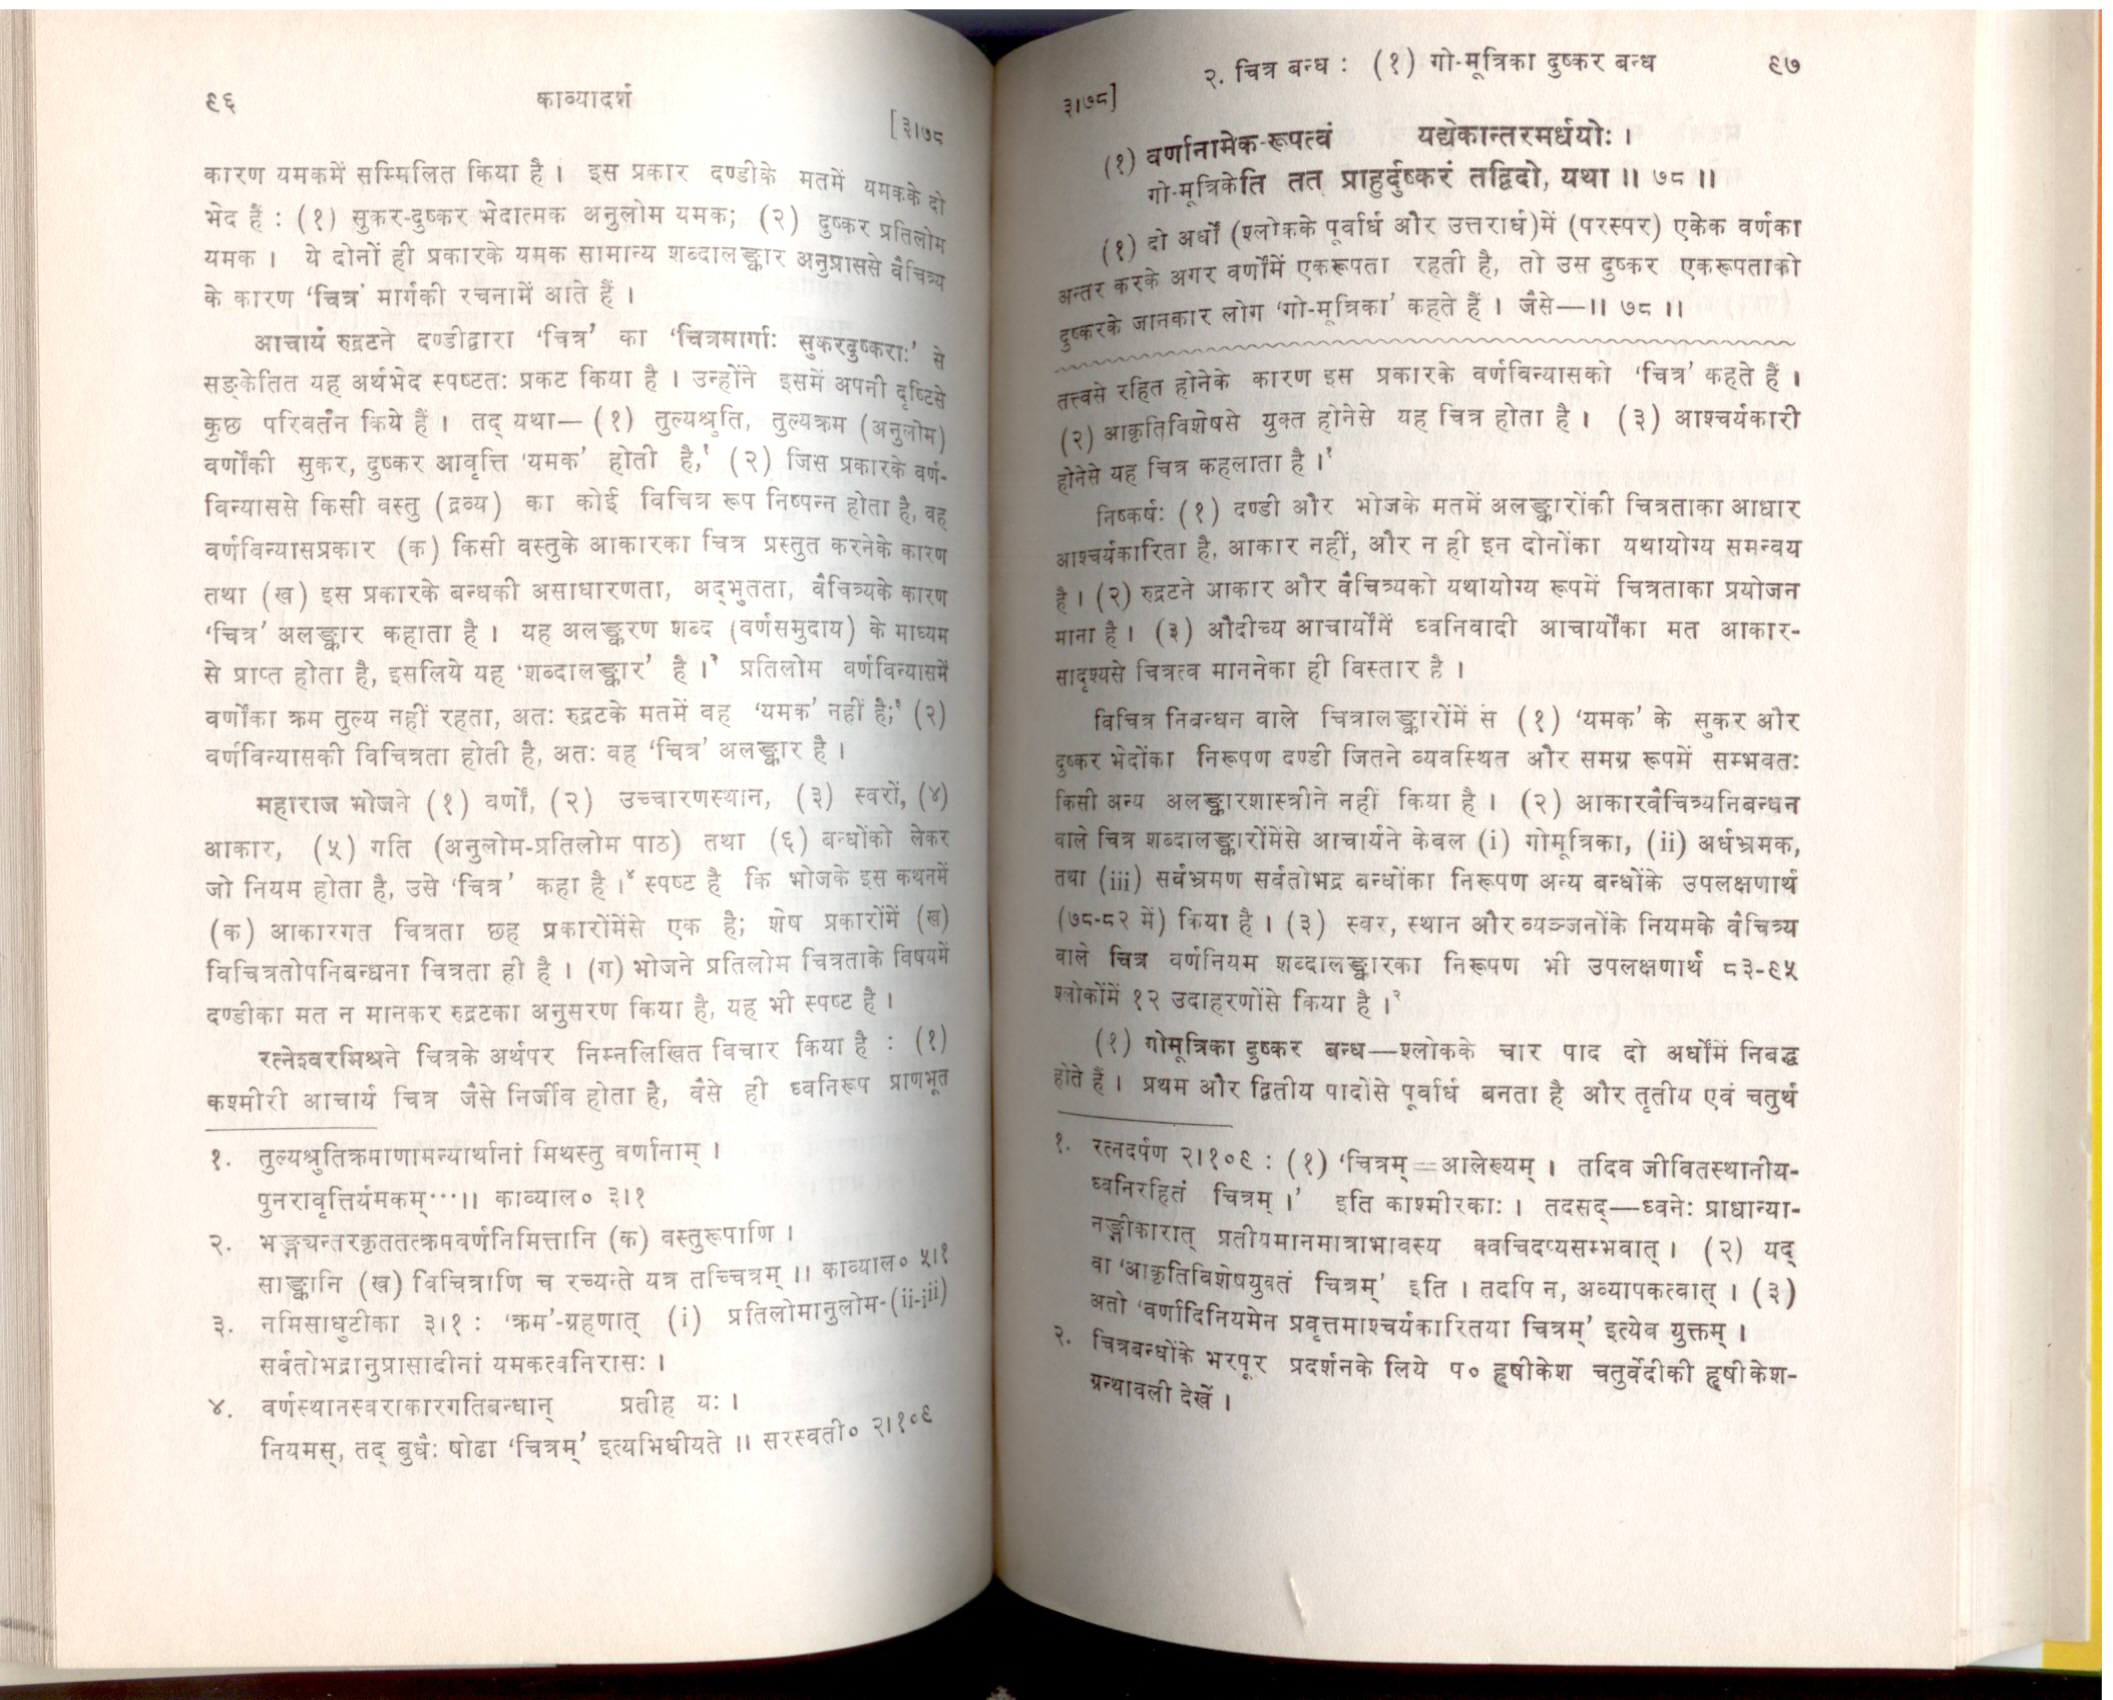 ९६
काव्यादर्श
[३।७८
कारण यमकमें सम्मिलित किया है । इस प्रकार दण्डीके मतमें यमकके दो
भेद हैं : (१) सुकर-दुष्कर भेदात्मक अनुलोम यमक; (२) दुष्कर प्रतिलोम
यमक । ये दोनों ही प्रकारके यमक सामान्य शब्दालङ्कार अनुप्राससे वैचित्र्य
के कारण ‘चित्र’ मार्गकी रचनामें आते हैं ।
आचार्य रुद्रटने दण्डीद्वारा ‘चित्र’ का ‘चित्रमार्गाः सुकरदुष्कराः’ से
सङ्केतित यह अर्थभेद स्पष्टतः प्रकट किया है । उन्होंने इसमें अपनी दृष्टिसे
कुछ परिवर्तन किये हैं । तद् यथा—(१) तुल्यश्रुति, तुल्यक्रम (अनुलोम)
वर्णोंकी सुकर, दुष्कर आवृत्ति ‘यमक’ होती है,¹ (२) जिस प्रकारके वर्ण-
विन्याससे किसी वस्तु (द्रव्य) का कोई विचित्र रूप निष्पन्न होता है, वह
वर्णविन्यासप्रकार (क) किसी वस्तुके आकारका चित्र प्रस्तुत करनेके कारण
तथा (ख) इस प्रकारके बन्धकी असाधारणता, अद्भुतता, वैचित्र्यके कारण
‘चित्र’ अलङ्कार कहाता है । यह अलङ्करण शब्द (वर्णसमुदाय) के माध्यम
से प्राप्त होता है, इसलिये यह ‘शब्दालङ्कार’ है ।² प्रतिलोम वर्णविन्यासमें
वर्णोंका क्रम तुल्य नहीं रहता, अतः रुद्रटके मतमें वह ‘यमक’ नहीं है;³ (२)
वर्णविन्यासकी विचित्रता होती है, अतः वह ‘चित्र’ अलङ्कार है ।
महाराज भोजने (१) वर्णों, (२) उच्चारणस्थान, (३) स्वरों, (४)
आकार, (५) गति (अनुलोम-प्रतिलोम पाठ) तथा (६) बन्धोंको लेकर
जो नियम होता है, उसे ‘चित्र’ कहा है ।⁴ स्पष्ट है कि भोजके इस कथनमें
(क) आकारगत चित्रता छह प्रकारोंमेंसे एक है; शेष प्रकारोंमें (ख)
विचित्रतोपनिबन्धना चित्रता ही है । (ग) भोजने प्रतिलोम चित्रताके विषयमें
दण्डीका मत न मानकर रुद्रटका अनुसरण किया है, यह भी स्पष्ट है ।
रत्नेश्वरमिश्रने चित्रके अर्थपर निम्नलिखित विचार किया है : (१)
कश्मीरी आचार्य चित्र जैसे निर्जीव होता है, वैसे ही ध्वनिरूप प्राणभूत
१. तुल्यश्रुतिक्रमाणामन्यार्थानां मिथस्तु वर्णानाम् ।
पुनरावृत्तिर्यमकम्···॥ काव्याल० ३।१
२. भङ्ग्यन्तरकृततत्क्रमवर्णनिमित्तानि (क) वस्तुरूपाणि ।
साङ्कानि (ख) विचित्राणि च रच्यन्ते यत्र तच्चित्रम् ॥ काव्याल० ५।१
३. नमिसाधुटीका ३।१ : ‘क्रम’-ग्रहणात् (i) प्रतिलोमानुलोम-(ii-iii)
सर्वतोभद्रानुप्रासादीनां यमकत्वनिरासः ।
४. वर्णस्थानस्वराकारगतिबन्धान् प्रतीह यः ।
नियमस्, तद् बुधैः षोढा ‘चित्रम्’ इत्यभिधीयते ॥ सरस्वती० २।१०९
२. चित्र बन्ध : (१) गो-मूत्रिका दुष्कर बन्ध
९७
३।७८]
(१) वर्णानामेक-रूपत्वं यद्येकान्तरमर्धयोः ।
गो-मूत्रिकेति तत् प्राहुर्दुष्करं तद्विदो, यथा ॥ ७८ ॥
(१) दो अर्धों (श्लोकके पूर्वार्ध और उत्तरार्ध)में (परस्पर) एकेक वर्णका
अन्तर करके अगर वर्णोंमें एकरूपता रहती है, तो उस दुष्कर एकरूपताको
दुष्करके जानकार लोग ‘गो-मूत्रिका’ कहते हैं । जैसे—॥ ७८ ॥
तत्त्वसे रहित होनेके कारण इस प्रकारके वर्णविन्यासको ‘चित्र’ कहते हैं ।
(२) आकृतिविशेषसे युक्त होनेसे यह चित्र होता है । (३) आश्चर्यकारी
होनेसे यह चित्र कहलाता है ।¹
निष्कर्ष: (१) दण्डी और भोजके मतमें अलङ्कारोंकी चित्रताका आधार
आश्चर्यकारिता है, आकार नहीं, और न ही इन दोनोंका यथायोग्य समन्वय
है । (२) रुद्रटने आकार और वैचित्र्यको यथायोग्य रूपमें चित्रताका प्रयोजन
माना है । (३) औदीच्य आचार्योंमें ध्वनिवादी आचार्योंका मत आकार-
सादृश्यसे चित्रत्व माननेका ही विस्तार है ।
विचित्र निबन्धन वाले चित्रालङ्कारोंमें स (१) ‘यमक’ के सुकर और
दुष्कर भेदोंका निरूपण दण्डी जितने व्यवस्थित और समग्र रूपमें सम्भवतः
किसी अन्य अलङ्कारशास्त्रीने नहीं किया है । (२) आकारवैचित्र्यनिबन्धन
वाले चित्र शब्दालङ्कारोंमेंसे आचार्यने केवल (i) गोमूत्रिका, (ii) अर्धभ्रमक,
तथा (iii) सर्वभ्रमण सर्वतोभद्र बन्धोंका निरूपण अन्य बन्धोंके उपलक्षणार्थ
(७८-८२ में) किया है । (३) स्वर, स्थान और व्यञ्जनोंके नियमके वैचित्र्य
वाले चित्र वर्णनियम शब्दालङ्कारका निरूपण भी उपलक्षणार्थ ८३-९५
श्लोकोंमें १२ उदाहरणोंसे किया है ।²
(१) गोमूत्रिका दुष्कर बन्ध—श्लोकके चार पाद दो अर्धोंमें निबद्ध
होते हैं । प्रथम और द्वितीय पादोंसे पूर्वार्ध बनता है और तृतीय एवं चतुर्थ
१. रत्नदर्पण २।१०९ : (१) ‘चित्रम्=आलेख्यम् । तदिव जीवितस्थानीय-
ध्वनिरहितं चित्रम् ।’ इति काश्मीरकाः । तदसद्—ध्वनेः प्राधान्या-
नङ्गीकारात् प्रतीयमानमात्राभावस्य क्वचिदप्यसम्भवात् । (२) यद्
वा ‘आकृतिविशेषयुक्तं चित्रम्’ इति । तदपि न, अव्यापकत्वात् । (३)
अतो ‘वर्णादिनियमेन प्रवृत्तमाश्चर्यकारितया चित्रम्’ इत्येव युक्तम् ।
२. चित्रबन्धोंके भरपूर प्रदर्शनके लिये प० हृषीकेश चतुर्वेदीकी हृषीकेश-
ग्रन्थावली देखें ।